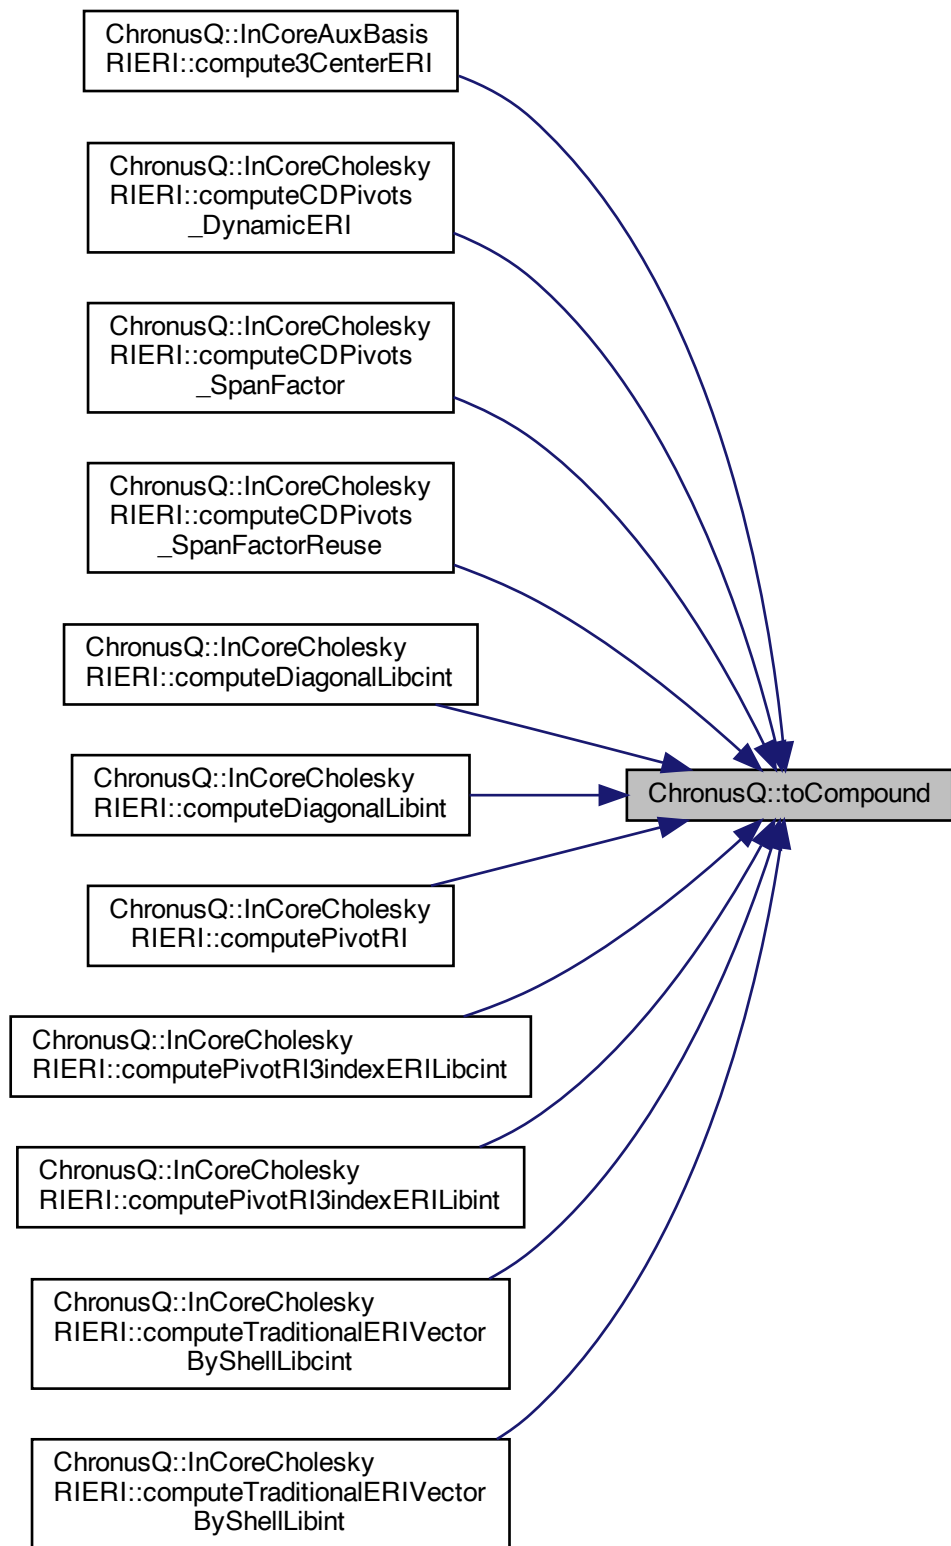 ChronusQ::InCoreAuxBasis
RIERI::compute3CenterERI
ChronusQ::InCoreCholesky
RIERI::computeCDPivots
_DynamicERI
ChronusQ::InCoreCholesky
RIERI::computeCDPivots
_SpanFactor
ChronusQ::InCoreCholesky
RIERI::computeCDPivots
_SpanFactorReuse
ChronusQ::InCoreCholesky
RIERI::computeDiagonalLibcint
ChronusQ::toCompound
ChronusQ::InCoreCholesky
RIERI::computeDiagonalLibint
ChronusQ::InCoreCholesky
RIERI::computePivotRI
ChronusQ::InCoreCholesky
RIERI::computePivotRI3indexERILibcint
ChronusQ::InCoreCholesky
RIERI::computePivotRI3indexERILibint
ChronusQ::InCoreCholesky
RIERI::computeTraditionalERIVector
ByShellLibcint
ChronusQ::InCoreCholesky
RIERI::computeTraditionalERIVector
ByShellLibint